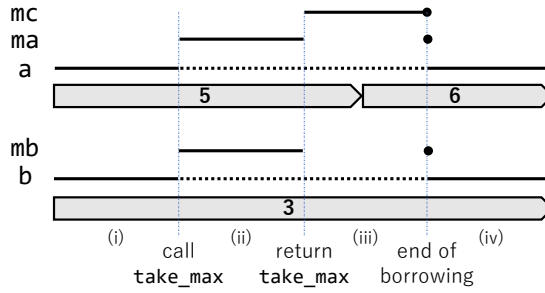 mc
ma
a
5 6
mb
b
3
(i) (ii) (iii) (iv)
call return end of
take_max take_max borrowing